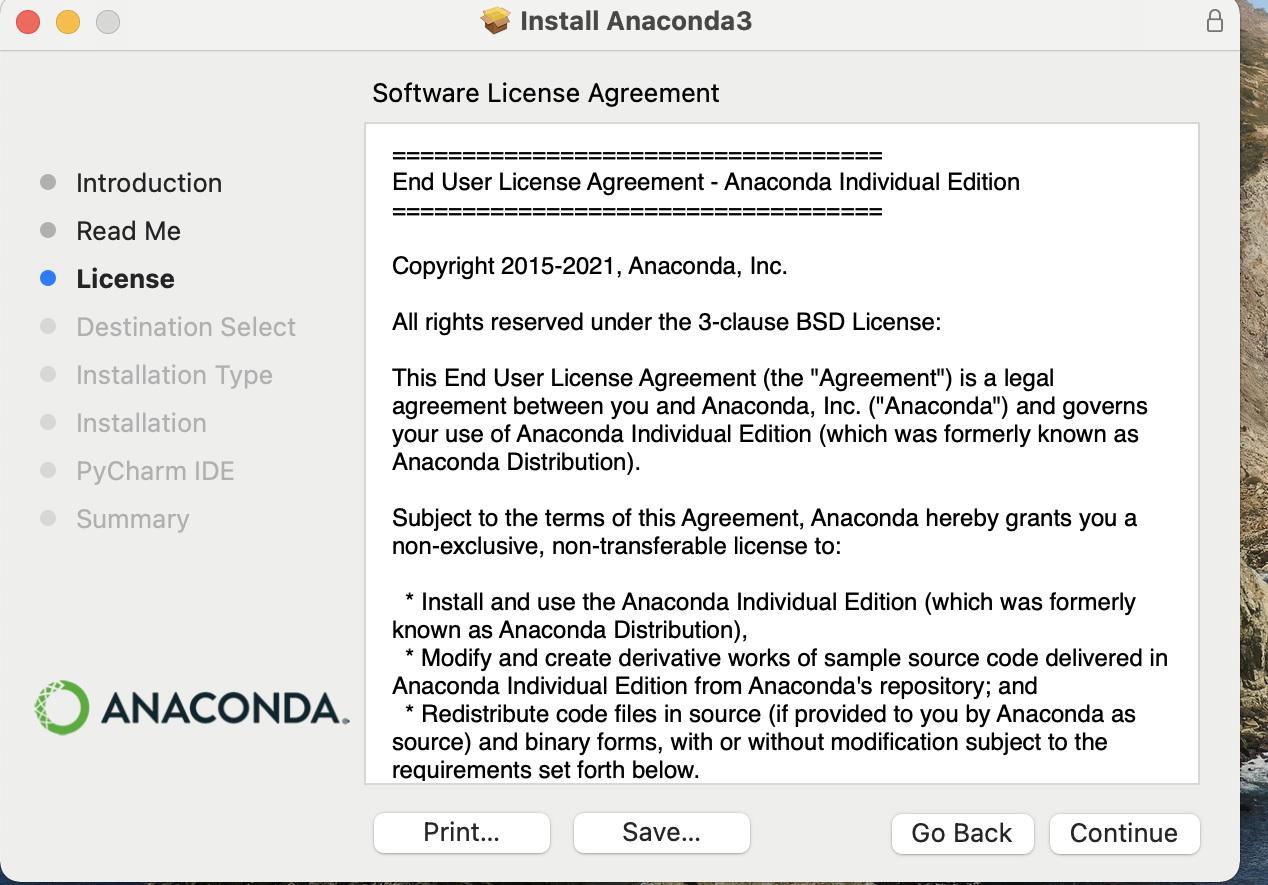 Install Anaconda3
Software License Agreement
Introduction
Read Me
License
Destination Select
Installation Type
Installation
PyCharm IDE
Summary
ANACONDA.
===================================
End User License Agreement - Anaconda Individual Edition
===================================
Copyright 2015-2021, Anaconda, Inc.
All rights reserved under the 3-clause BSD License:
This End User License Agreement (the "Agreement") is a legal
agreement between you and Anaconda, Inc. ("Anaconda") and governs
your use of Anaconda Individual Edition (which was formerly known as
Anaconda Distribution).
Subject to the terms of this Agreement, Anaconda hereby grants you a
non-exclusive, non-transferable license to:
* Install and use the Anaconda Individual Edition (which was formerly
known as Anaconda Distribution),
* Modify and create derivative works of sample source code delivered in
Anaconda Individual Edition from Anaconda's repository; and
* Redistribute code files in source (if provided to you by Anaconda as
source) and binary forms, with or without modification subject to the
requirements set forth below.
Print...
Save...
Go Back
Continue